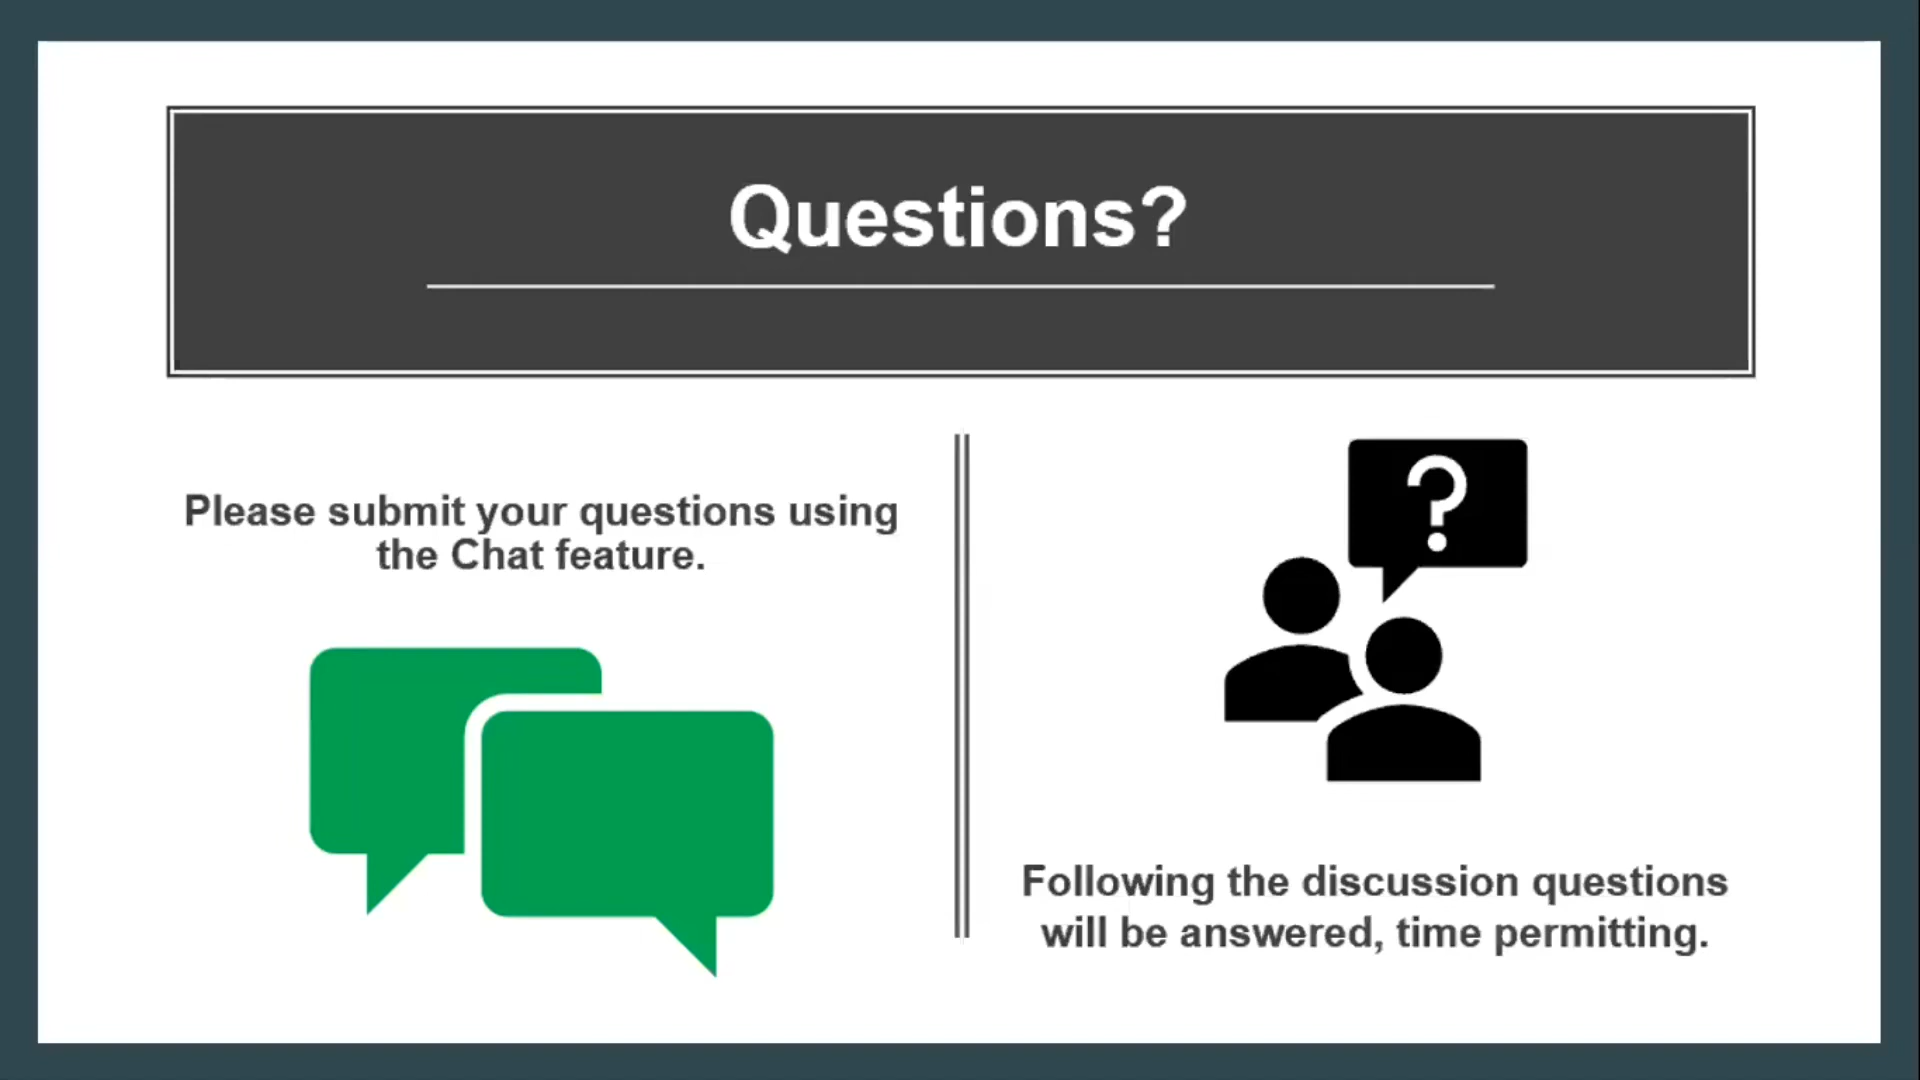 Questions?
Please submit your questions using
the Chat feature.
?
Following the discussion questions
will be answered, time permitting.